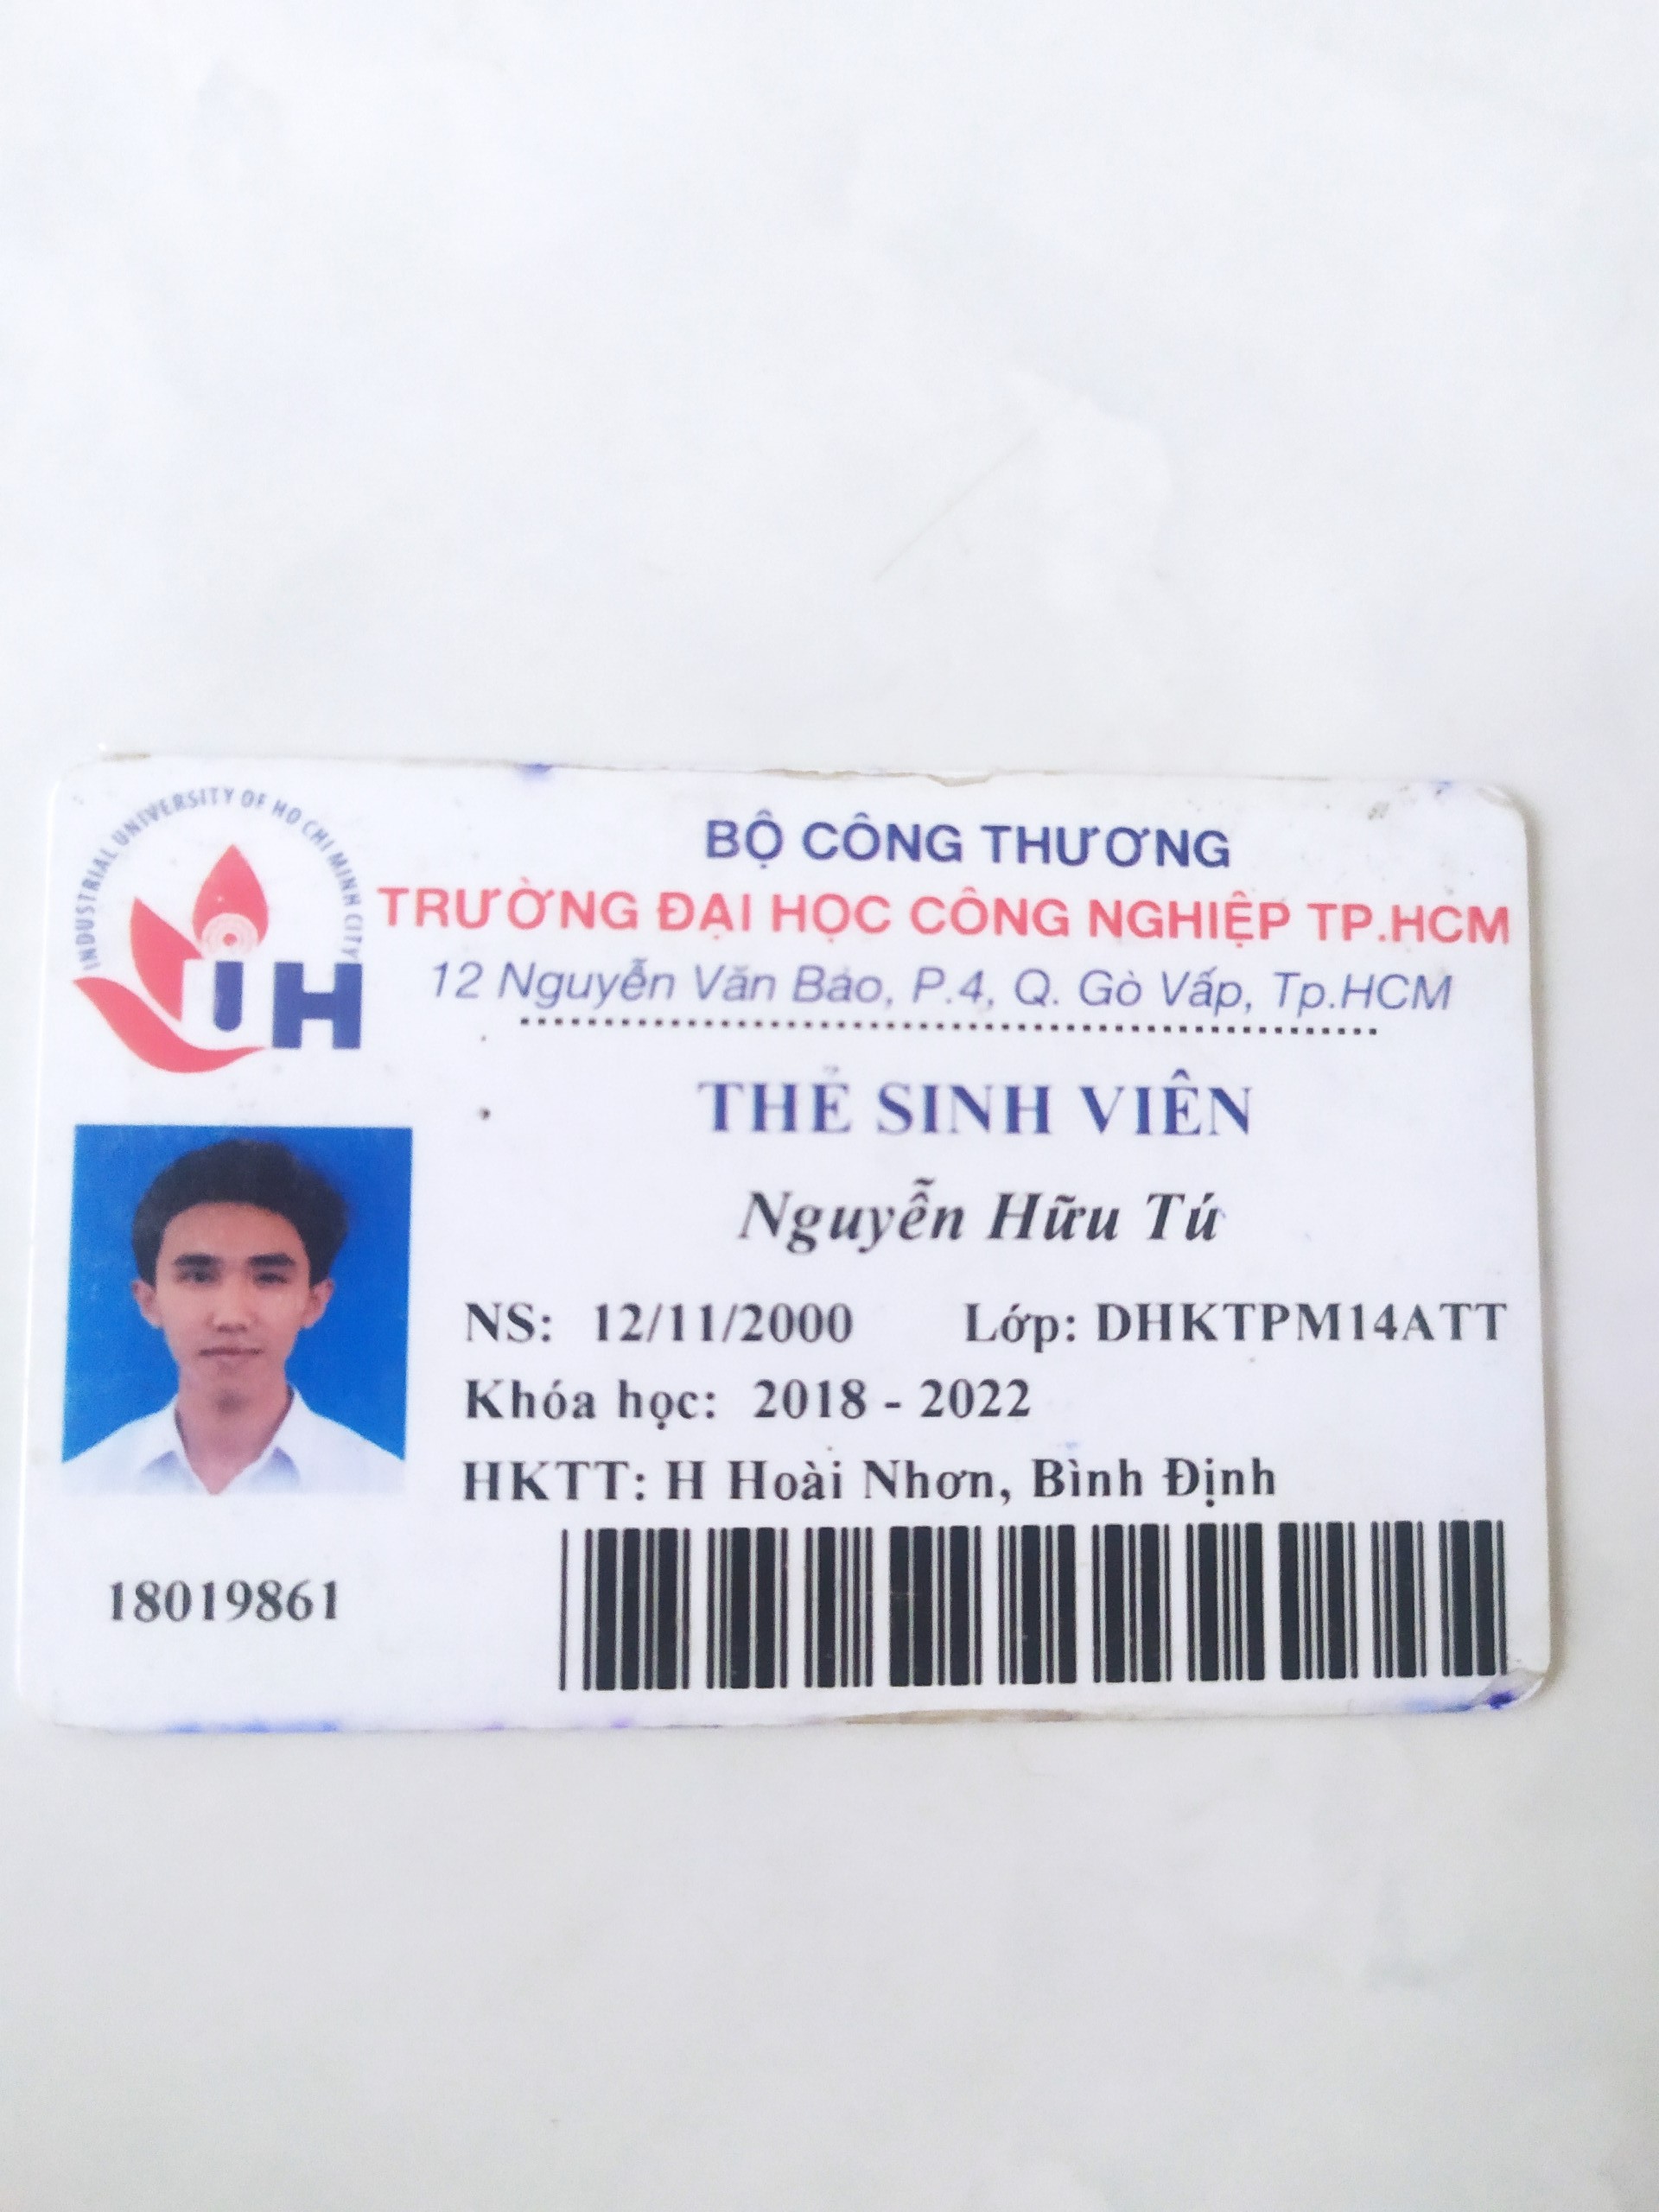 INDUSTRIAL UNIVERSITY OF HO CHI MINH CITY
IUH
BỘ CÔNG THƯƠNG
TRƯỜNG ĐẠI HỌC CÔNG NGHIỆP TP.HCM
12 Nguyễn Văn Bảo, P.4, Q. Gò Vấp, Tp.HCM
THẺ SINH VIÊN
Nguyễn Hữu Tú
NS: 12/11/2000 Lớp: DHKTPM14ATT
Khóa học: 2018 - 2022
HKTT: H Hoài Nhơn, Bình Định
18019861